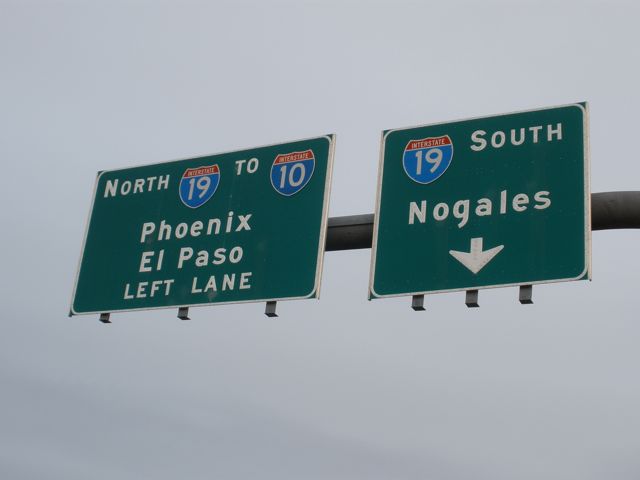 NORTH INTERSTATE 19 TO INTERSTATE 10
Phoenix
El Paso
LEFT LANE
INTERSTATE 19 SOUTH
Nogales